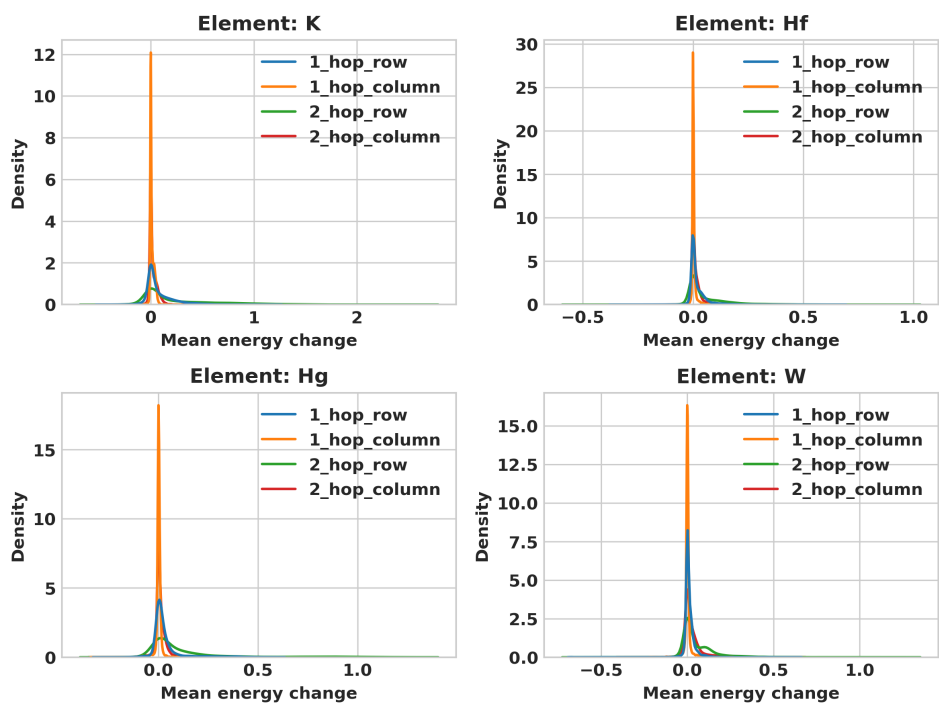 Element: K
12
10
8
6
4
2
0
Density
0
1
2
Mean energy change
1_hop_row
1_hop_column
2_hop_row
2_hop_column
Element: Hf
30
25
20
15
10
5
0
Density
−0.5
0.0
0.5
1.0
Mean energy change
1_hop_row
1_hop_column
2_hop_row
2_hop_column
Element: Hg
15
10
5
0
Density
0.0
0.5
1.0
Mean energy change
1_hop_row
1_hop_column
2_hop_row
2_hop_column
Element: W
15.0
12.5
10.0
7.5
5.0
2.5
0.0
Density
−0.5
0.0
0.5
1.0
Mean energy change
1_hop_row
1_hop_column
2_hop_row
2_hop_column